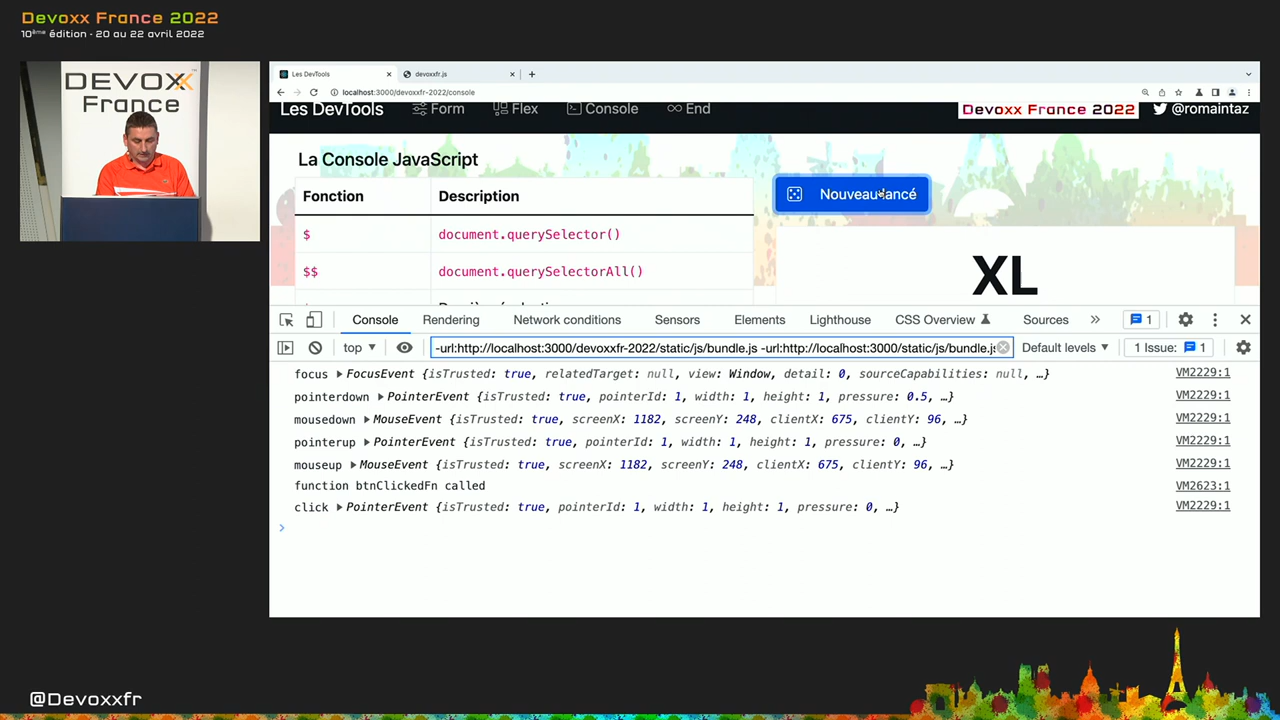 Devoxx France 2022
10ème édition - 20 au 22 avril 2022
DEVOXX
France
Les DevTools
devoxxfr.js
localhost:3000/devoxxfr-2022/console
Les DevTools
Form
Flex
Console
End
Devoxx France 2022
@romaintaz
La Console JavaScript
Fonction
Description
$
document.querySelector()
$$
document.querySelectorAll()
Nouveau lancé
XL
Console
Rendering
Network conditions
Sensors
Elements
Lighthouse
CSS Overview
Sources
»
1
top
-url:http://localhost:3000/devoxxfr-2022/static/js/bundle.js -url:http://localhost:3000/static/js/bundle.js
Default levels
1 Issue: 1
focus FocusEvent {isTrusted: true, relatedTarget: null, view: Window, detail: 0, sourceCapabilities: null, …} VM2229:1
pointerdown PointerEvent {isTrusted: true, pointerId: 1, width: 1, height: 1, pressure: 0.5, …} VM2229:1
mousedown MouseEvent {isTrusted: true, screenX: 1182, screenY: 248, clientX: 675, clientY: 96, …} VM2229:1
pointerup PointerEvent {isTrusted: true, pointerId: 1, width: 1, height: 1, pressure: 0, …} VM2229:1
mouseup MouseEvent {isTrusted: true, screenX: 1182, screenY: 248, clientX: 675, clientY: 96, …} VM2229:1
function btnClickedFn called VM2623:1
click PointerEvent {isTrusted: true, pointerId: 1, width: 1, height: 1, pressure: 0, …} VM2229:1
>
@Devoxxfr